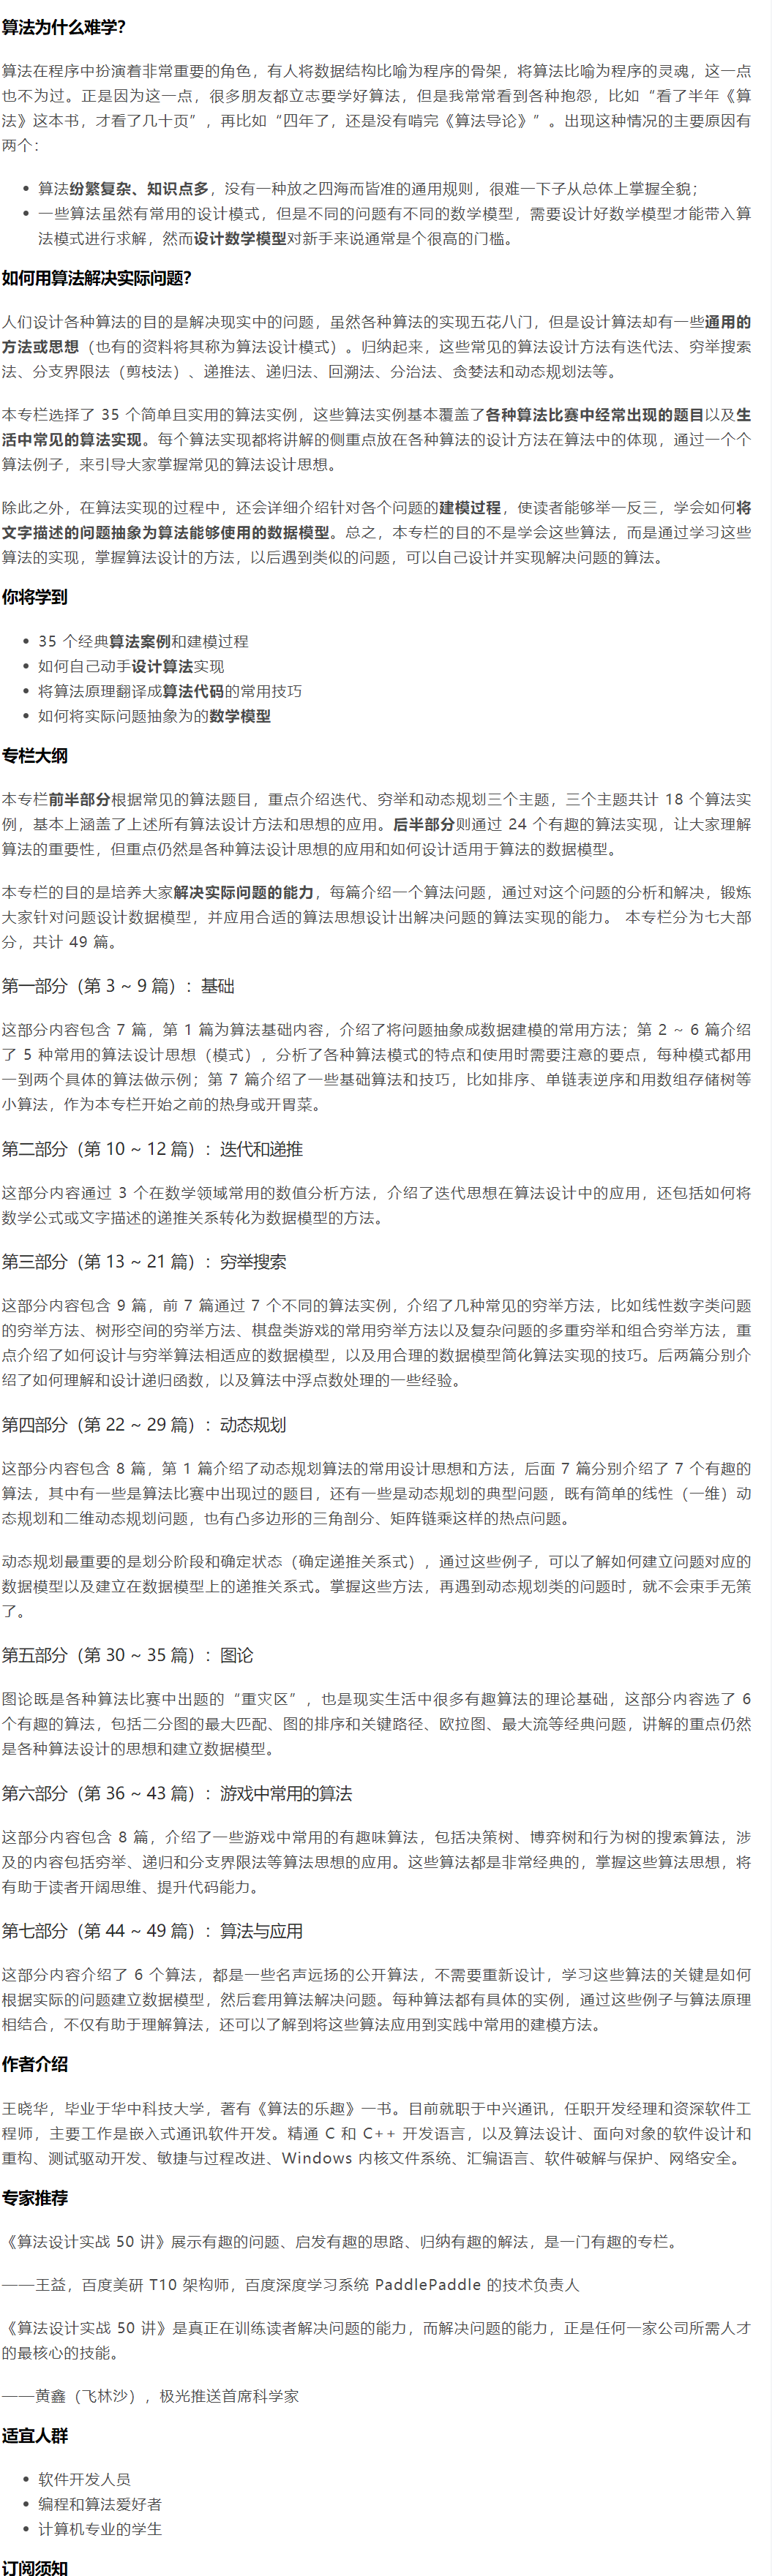 算法为什么难学?
算法在程序中扮演着非常重要的角色，有人将数据结构比喻为程序的骨架，将算法比喻为程序的灵魂，这一点
也不为过。正是因为这一点，很多朋友都立志要学好算法，但是我常常看到各种抱怨，比如“看了半年《算
法》这本书，才看了几十页”，再比如“四年了，还是没有啃完《算法导论》”。出现这种情况的主要原因有
两个：
• 算法纷繁复杂、知识点多，没有一种放之四海而皆准的通用规则，很难一下子从总体上掌握全貌；
• 一些算法虽然有常用的设计模式，但是不同的问题有不同的数学模型，需要设计好数学模型才能带入算
法模式进行求解，然而设计数学模型对新手来说通常是个很高的门槛。
如何用算法解决实际问题?
人们设计各种算法的目的是解决现实中的问题，虽然各种算法的实现五花八门，但是设计算法却有一些通用的
方法或思想（也有的资料将其称为算法设计模式）。归纳起来，这些常见的算法设计方法有迭代法、穷举搜索
法、分支界限法（剪枝法）、递推法、递归法、回溯法、分治法、贪婪法和动态规划法等。
本专栏选择了 35 个简单且实用的算法实例，这些算法实例基本覆盖了各种算法比赛中经常出现的题目以及生
活中常见的算法实现。每个算法实现都将讲解的侧重点放在各种算法的设计方法在算法中的体现，通过一个个
算法例子，来引导大家掌握常见的算法设计思想。
除此之外，在算法实现的过程中，还会详细介绍针对各个问题的建模过程，使读者能够举一反三，学会如何将
文字描述的问题抽象为算法能够使用的数据模型。总之，本专栏的目的不是学会这些算法，而是通过学习这些
算法的实现，掌握算法设计的方法，以后遇到类似的问题，可以自己设计并实现解决问题的算法。
你将学到
• 35 个经典算法案例和建模过程
• 如何自己动手设计算法实现
• 将算法原理翻译成算法代码的常用技巧
• 如何将实际问题抽象为的数学模型
专栏大纲
本专栏前半部分根据常见的算法题目，重点介绍迭代、穷举和动态规划三个主题，三个主题共计 18 个算法实
例，基本上涵盖了上述所有算法设计方法和思想的应用。后半部分则通过 24 个有趣的算法实现，让大家理解
算法的重要性，但重点仍然是各种算法设计思想的应用和如何设计适用于算法的数据模型。
本专栏的目的是培养大家解决实际问题的能力，每篇介绍一个算法问题，通过对这个问题的分析和解决，锻炼
大家针对问题设计数据模型，并应用合适的算法思想设计出解决问题的算法实现的能力。 本专栏分为七大部
分，共计 49 篇。
第一部分（第 3 ~ 9 篇）：基础
这部分内容包含 7 篇，第 1 篇为算法基础内容，介绍了将问题抽象成数据建模的常用方法；第 2 ~ 6 篇介绍
了 5 种常用的算法设计思想（模式），分析了各种算法模式的特点和使用时需要注意的要点，每种模式都用
一到两个具体的算法做示例；第 7 篇介绍了一些基础算法和技巧，比如排序、单链表逆序和用数组存储树等
小算法，作为本专栏开始之前的热身或开胃菜。
第二部分（第 10 ~ 12 篇）：迭代和递推
这部分内容通过 3 个在数学领域常用的数值分析方法，介绍了迭代思想在算法设计中的应用，还包括如何将
数学公式或文字描述的递推关系转化为数据模型的方法。
第三部分（第 13 ~ 21 篇）：穷举搜索
这部分内容包含 9 篇，前 7 篇通过 7 个不同的算法实例，介绍了几种常见的穷举方法，比如线性数字类问题
的穷举方法、树形空间的穷举方法、棋盘类游戏的常用穷举方法以及复杂问题的多重穷举和组合穷举方法，重
点介绍了如何设计与穷举算法相适应的数据模型，以及用合理的数据模型简化算法实现的技巧。后两篇分别介
绍了如何理解和设计递归函数，以及算法中浮点数处理的一些经验。
第四部分（第 22 ~ 29 篇）：动态规划
这部分内容包含 8 篇，第 1 篇介绍了动态规划算法的常用设计思想和方法，后面 7 篇分别介绍了 7 个有趣的
算法，其中有一些是算法比赛中出现过的题目，还有一些是动态规划的典型问题，既有简单的线性（一维）动
态规划和二维动态规划问题，也有凸多边形的三角剖分、矩阵链乘这样的热点问题。
动态规划最重要的是划分阶段和确定状态（确定递推关系式），通过这些例子，可以了解如何建立问题对应的
数据模型以及建立在数据模型上的递推关系式。掌握这些方法，再遇到动态规划类的问题时，就不会束手无策
了。
第五部分（第 30 ~ 35 篇）：图论
图论既是各种算法比赛中出题的“重灾区”，也是现实生活中很多有趣算法的理论基础，这部分内容选了 6
个有趣的算法，包括二分图的最大匹配、图的排序和关键路径、欧拉图、最大流等经典问题，讲解的重点仍然
是各种算法设计的思想和建立数据模型。
第六部分（第 36 ~ 43 篇）：游戏中常用的算法
这部分内容包含 8 篇，介绍了一些游戏中常用的有趣味算法，包括决策树、博弈树和行为树的搜索算法，涉
及的内容包括穷举、递归和分支界限法等算法思想的应用。这些算法都是非常经典的，掌握这些算法思想，将
有助于读者开阔思维、提升代码能力。
第七部分（第 44 ~ 49 篇）：算法与应用
这部分内容介绍了 6 个算法，都是一些名声远扬的公开算法，不需要重新设计，学习这些算法的关键是如何
根据实际的问题建立数据模型，然后套用算法解决问题。每种算法都有具体的实例，通过这些例子与算法原理
相结合，不仅有助于理解算法，还可以了解到将这些算法应用到实践中常用的建模方法。
作者介绍
王晓华，毕业于华中科技大学，著有《算法的乐趣》一书。目前就职于中兴通讯，任职开发经理和资深软件工
程师，主要工作是嵌入式通讯软件开发。精通 C 和 C++ 开发语言，以及算法设计、面向对象的软件设计和
重构、测试驱动开发、敏捷与过程改进、Windows 内核文件系统、汇编语言、软件破解与保护、网络安全。
专家推荐
《算法设计实战 50 讲》展示有趣的问题、启发有趣的思路、归纳有趣的解法，是一门有趣的专栏。
——王益，百度美研 T10 架构师，百度深度学习系统 PaddlePaddle 的技术负责人
《算法设计实战 50 讲》是真正在训练读者解决问题的能力，而解决问题的能力，正是任何一家公司所需人才
的最核心的技能。
——黄鑫（飞林沙），极光推送首席科学家
适宜人群
• 软件开发人员
• 编程和算法爱好者
• 计算机专业的学生
订阅须知